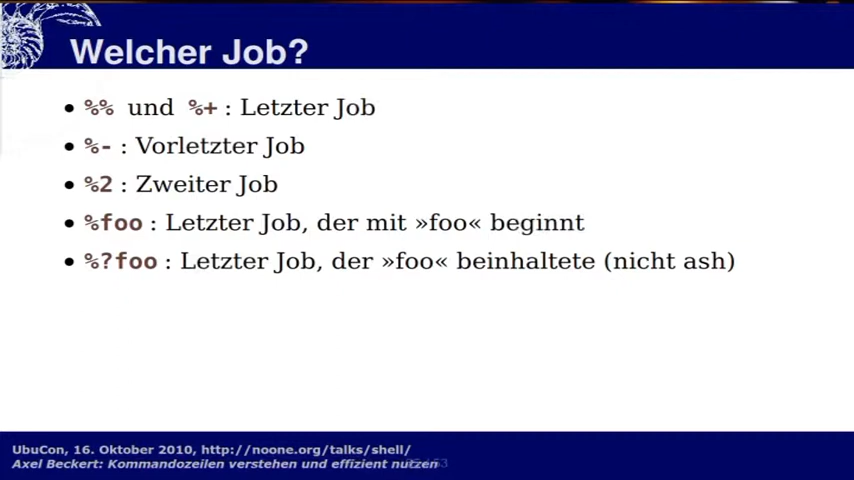 Welcher Job?
• %% und %+ : Letzter Job
• %- : Vorletzter Job
• %2 : Zweiter Job
• %foo : Letzter Job, der mit »foo« beginnt
• %?foo : Letzter Job, der »foo« beinhaltete (nicht ash)
UbuCon, 16. Oktober 2010, http://noone.org/talks/shell/
Axel Beckert: Kommandozeilen verstehen und effizient nutzen